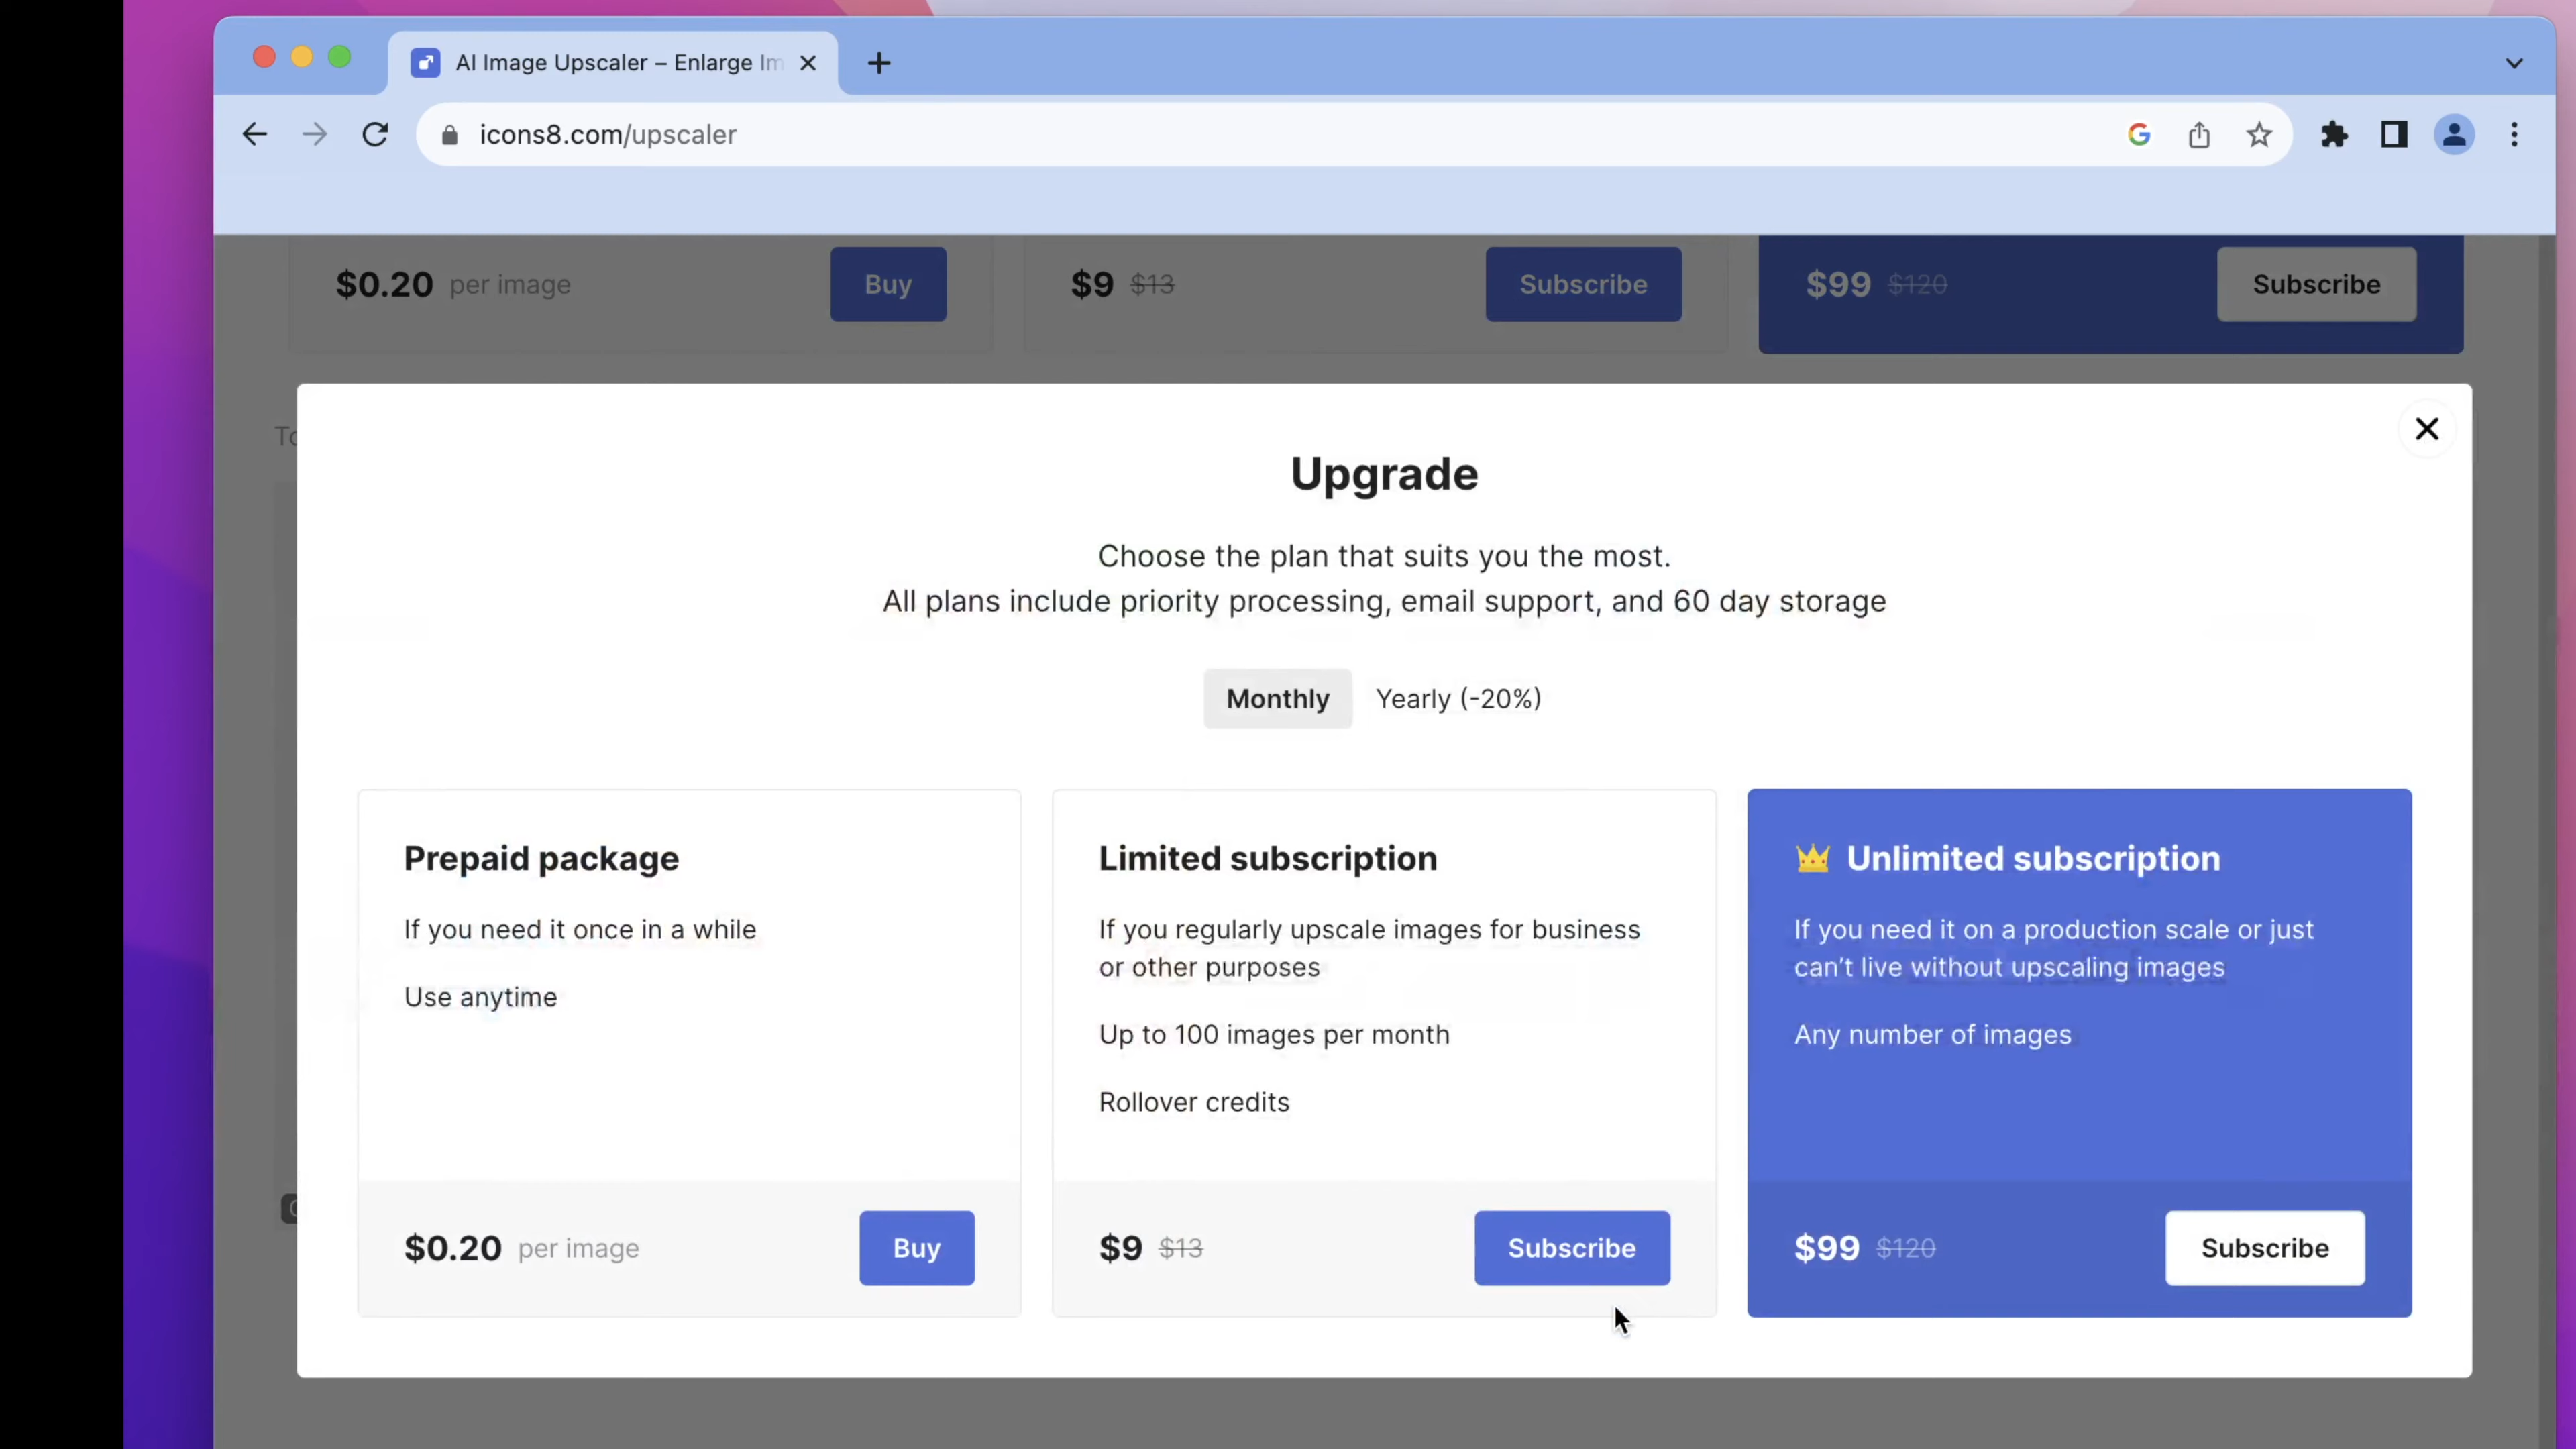 AI Image Upscaler – Enlarge Im
icons8.com/upscaler
$0.20 per image
Buy
$9 $13
Subscribe
$99 $120
Subscribe
To
Upgrade
Choose the plan that suits you the most.
All plans include priority processing, email support, and 60 day storage
Monthly
Yearly (-20%)
Prepaid package
If you need it once in a while
Use anytime
$0.20 per image
Buy
Limited subscription
If you regularly upscale images for business
or other purposes
Up to 100 images per month
Rollover credits
$9 $13
Subscribe
Unlimited subscription
If you need it on a production scale or just
can't live without upscaling images
Any number of images
$99 $120
Subscribe